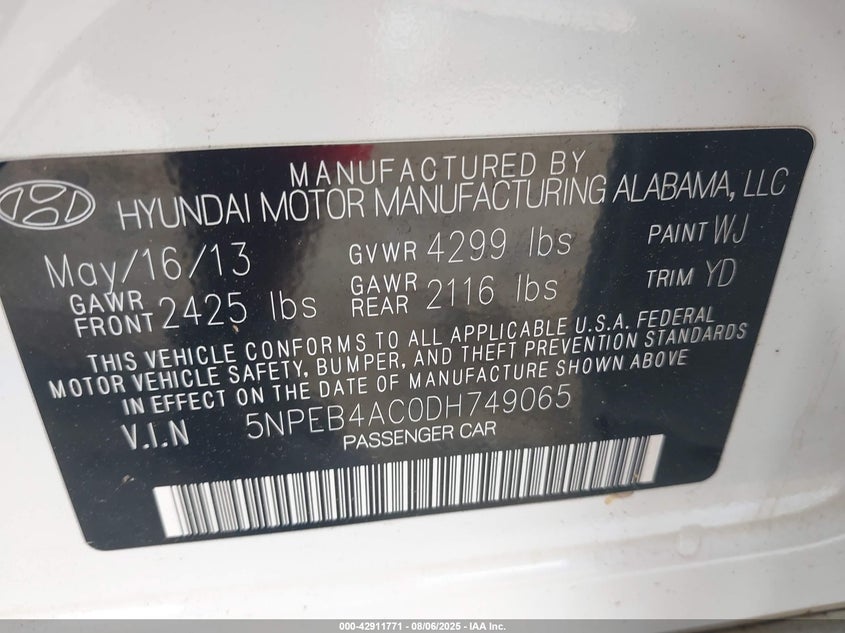 MANUFACTURED BY
HYUNDAI MOTOR MANUFACTURING ALABAMA, LLC
May/16/13 GVWR 4299 lbs PAINT WJ
GAWR FRONT 2425 lbs GAWR REAR 2116 lbs TRIM YD
THIS VEHICLE CONFORMS TO ALL APPLICABLE U.S.A. FEDERAL
MOTOR VEHICLE SAFETY, BUMPER, AND THEFT PREVENTION STANDARDS
IN EFFECT ON THE DATE OF MANUFACTURE SHOWN ABOVE
V.I.N 5NPEB4AC0DH749065
PASSENGER CAR
000-42911771 - 08/06/2025 - IAA Inc.